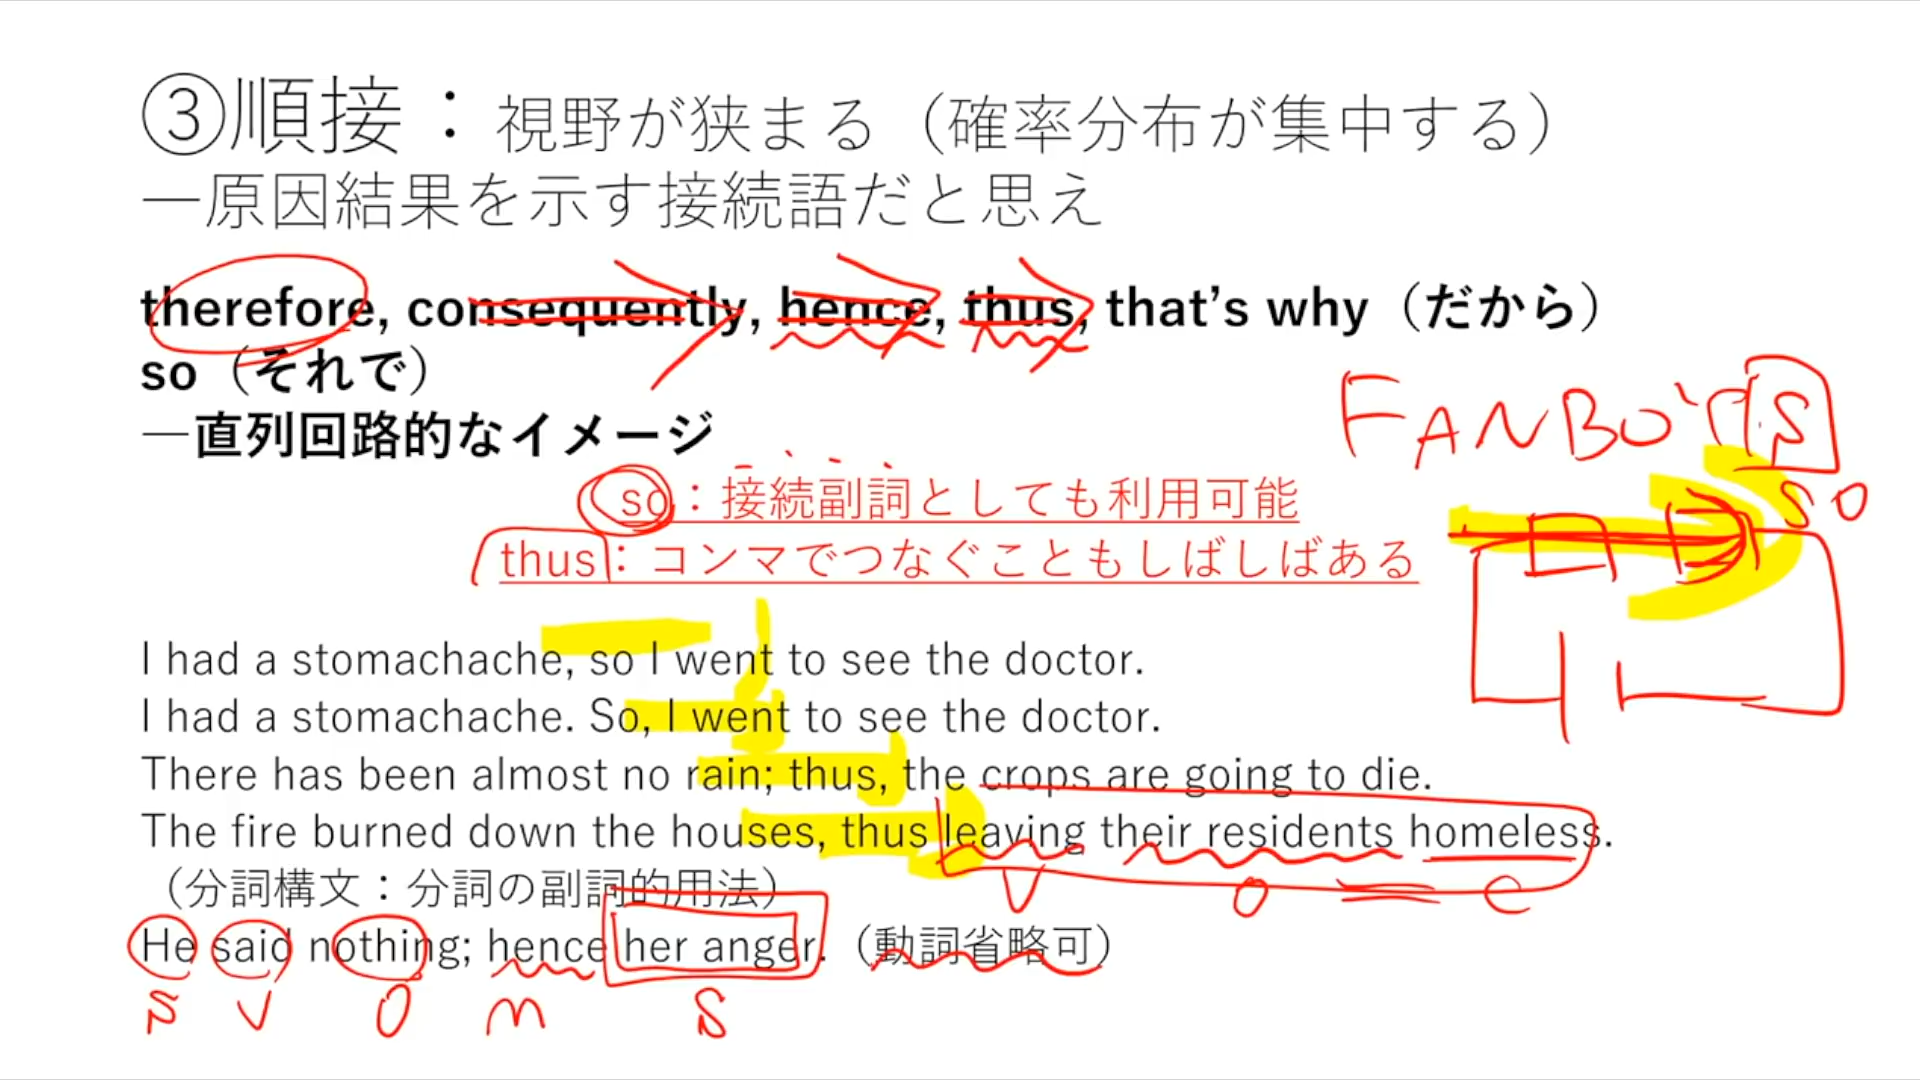 ③順接：視野が狭まる（確率分布が集中する）
―原因結果を示す接続語だと思え
therefore, consequently, hence, thus, that’s why（だから）
so（それで）
―直列回路的なイメージ
FANBOYS
so
so：接続副詞としても利用可能
thus：コンマでつなぐこともしばしばある
I had a stomachache, so I went to see the doctor.
I had a stomachache. So, I went to see the doctor.
There has been almost no rain; thus, the crops are going to die.
The fire burned down the houses, thus leaving their residents homeless.
（分詞構文：分詞の副詞的用法）
V O C
He said nothing; hence her anger.（動詞省略可）
S V O M S